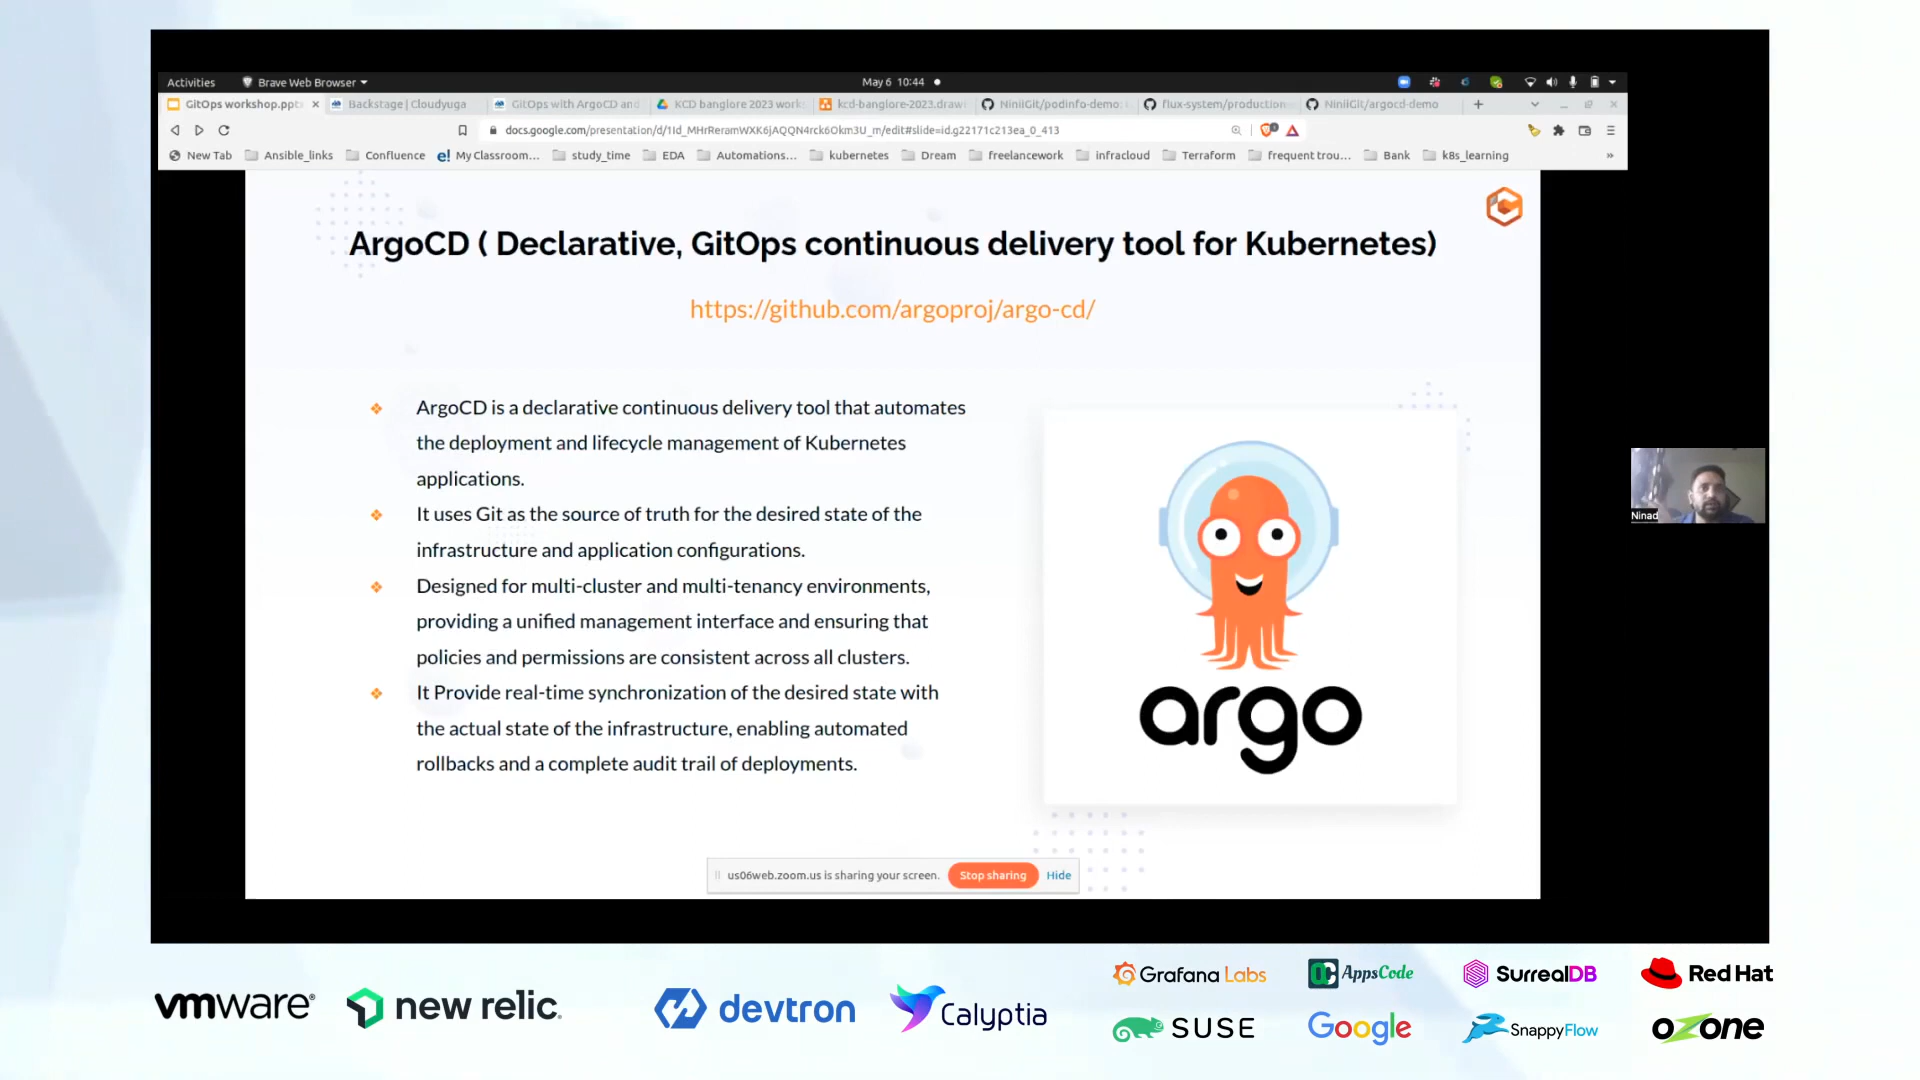 Activities Brave Web Browser May 6 10:44
GitOps workshop.ppt Backstage | Cloudyuga GitOps with ArgoCD and KCD banglore 2023 work kcd-banglore-2023.draw NiniiGit/podinfo-demo: flux-system/production NiniiGit/argocd-demo
docs.google.com/presentation/d/1Id_MHrReramWXK6jAQQN4rck6Okm3U_m/edit#slide=id.g22171c213ea_0_413
New Tab Ansible_links Confluence e! My Classroom... study_time EDA Automations... kubernetes Dream freelancework infracloud Terraform frequent trou... Bank k8s_learning »
ArgoCD ( Declarative, GitOps continuous delivery tool for Kubernetes)
https://github.com/argoproj/argo-cd/
ArgoCD is a declarative continuous delivery tool that automates
the deployment and lifecycle management of Kubernetes
applications.
It uses Git as the source of truth for the desired state of the
infrastructure and application configurations.
Designed for multi-cluster and multi-tenancy environments,
providing a unified management interface and ensuring that
policies and permissions are consistent across all clusters.
It Provide real-time synchronization of the desired state with
the actual state of the infrastructure, enabling automated
rollbacks and a complete audit trail of deployments.
argo
Ninad
us06web.zoom.us is sharing your screen. Stop sharing Hide
vmware® new relic. devtron Calyptia
Grafana Labs AppsCode SurrealDB Red Hat
SUSE Google SnappyFlow ozone